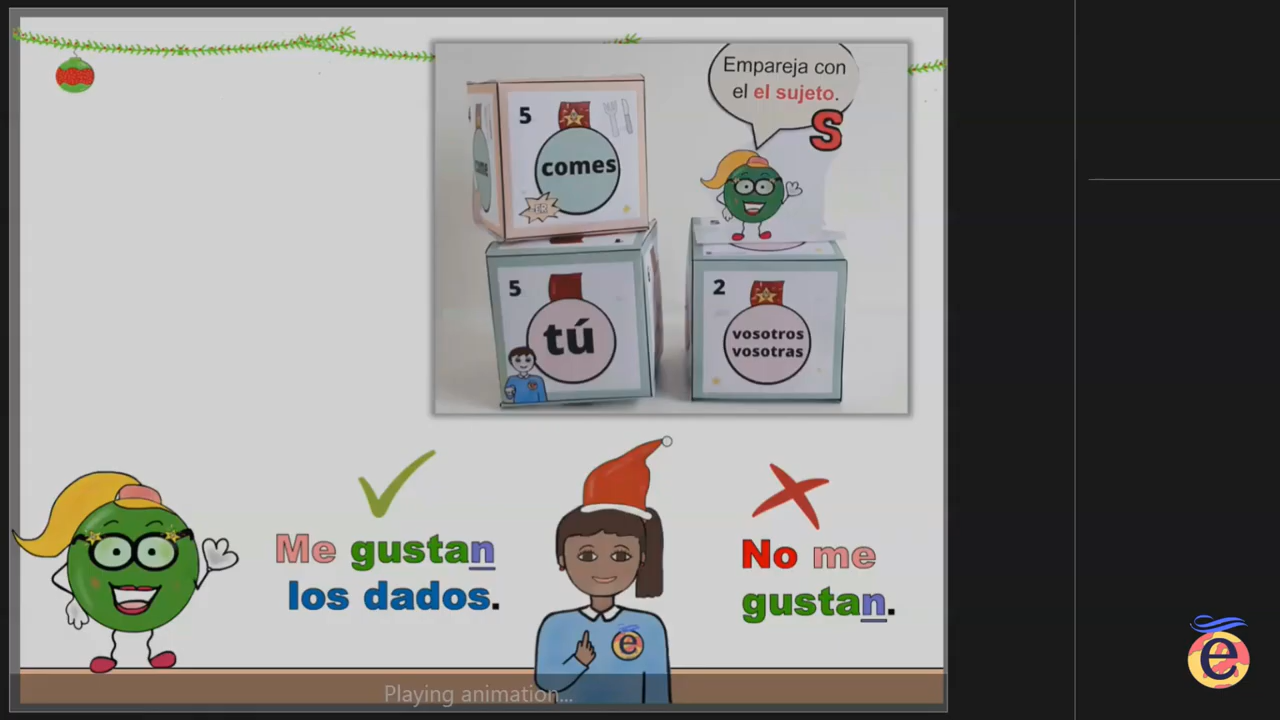 Empareja con
el el sujeto.
S
5
comes
ER
5
tú
2
vosotros
vosotras
Me gustan
los dados.
No me
gustan.
e
Playing animation...
e